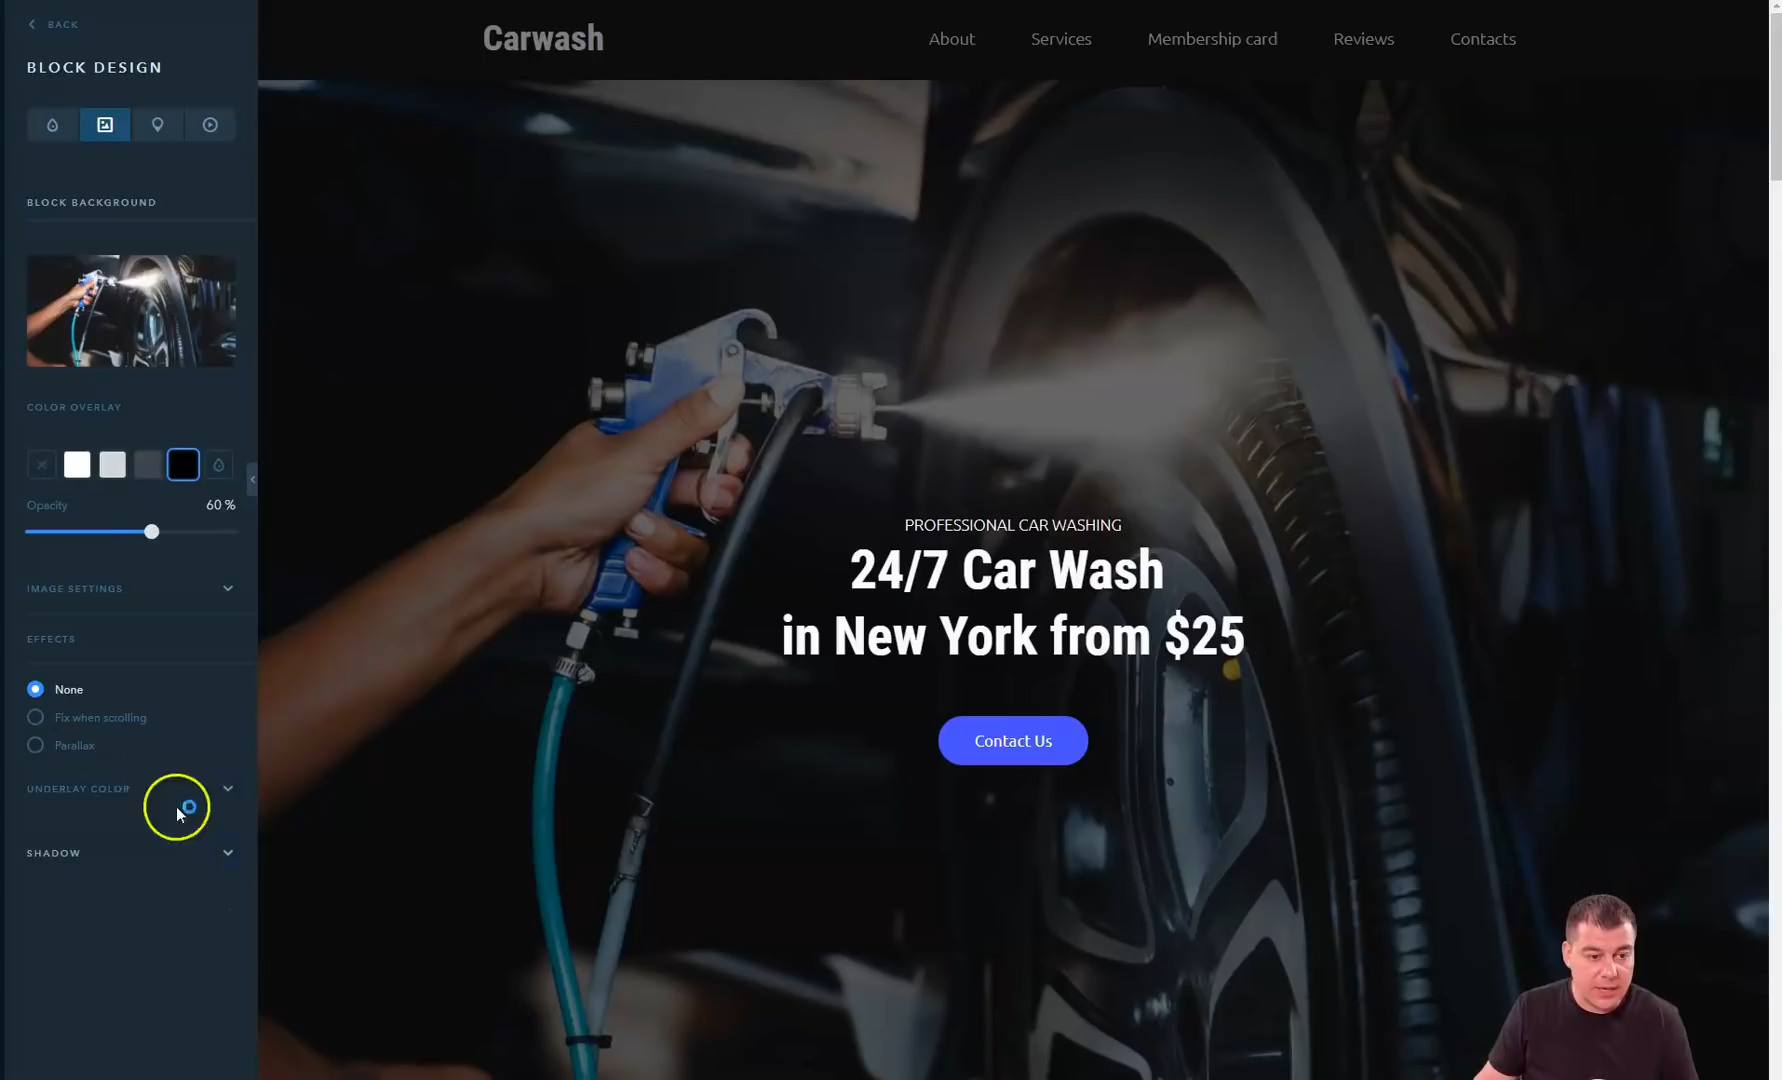 BACK
BLOCK DESIGN
BLOCK BACKGROUND
COLOR OVERLAY
Opacity 60 %
IMAGE SETTINGS
EFFECTS
None
Fix when scrolling
Parallax
UNDERLAY COLOR
SHADOW
Carwash
About Services Membership card Reviews Contacts
PROFESSIONAL CAR WASHING
24/7 Car Wash
in New York from $25
Contact Us